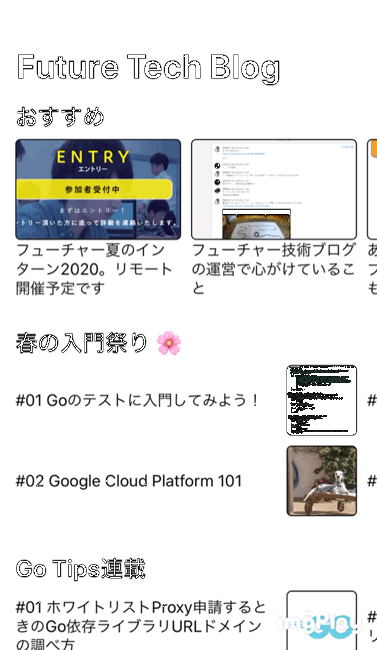 Future Tech Blog
おすすめ
ENTRY
エントリー
参加者受付中
まずはエントリー！
ントリー頂いた方に追って詳細を連絡いたします。
フューチャー夏のイン
ターン2020。リモート
開催予定です
フューチャー技術ブログ
の運営で心がけているこ
と
春の入門祭り 🌸
#01 Goのテストに入門してみよう！
#02 Google Cloud Platform 101
Go Tips連載
#01 ホワイトリストProxy申請すると
きのGo依存ライブラリURLドメイン
の調べ方
imgPlay